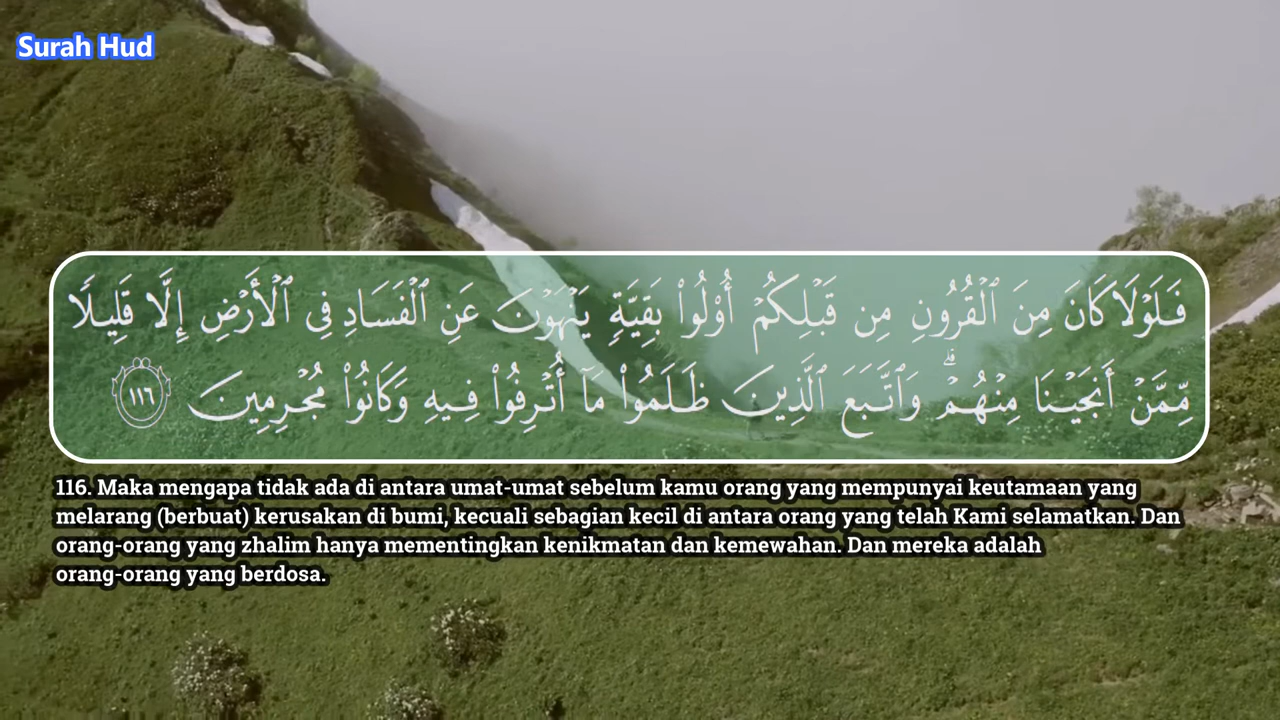 Surah Hud
فَلَوْلَا كَانَ مِنَ ٱلْقُرُونِ مِن قَبْلِكُمْ أُو۟لُوا۟ بَقِيَّةٍ يَنْهَوْنَ عَنِ ٱلْفَسَادِ فِى ٱلْأَرْضِ إِلَّا قَلِيلًا
مِّمَّنْ أَنجَيْنَا مِنْهُمْ ۗ وَٱتَّبَعَ ٱلَّذِينَ ظَلَمُوا۟ مَآ أُتْرِفُوا۟ فِيهِ وَكَانُوا۟ مُجْرِمِينَ ١١٦
116. Maka mengapa tidak ada di antara umat-umat sebelum kamu orang yang mempunyai keutamaan yang
melarang (berbuat) kerusakan di bumi, kecuali sebagian kecil di antara orang yang telah Kami selamatkan. Dan
orang-orang yang zhalim hanya mementingkan kenikmatan dan kemewahan. Dan mereka adalah
orang-orang yang berdosa.